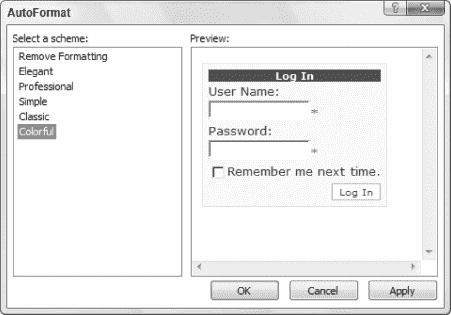 AutoFormat
Select a scheme:
Remove Formatting
Elegant
Professional
Simple
Classic
Colorful
Preview:
Log In
User Name:
*
Password:
*
Remember me next time.
Log In
OK
Cancel
Apply